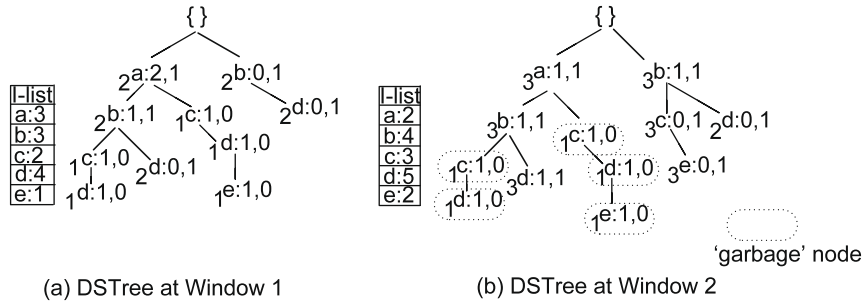 { }
2a:2,1 2b:0,1
2b:1,1 1c:1,0 2d:0,1
1c:1,0 2d:0,1 1d:1,0
1d:1,0 1e:1,0
I-list
a:3
b:3
c:2
d:4
e:1
(a) DSTree at Window 1
{ }
3a:1,1 3b:1,1
3b:1,1 1c:1,0 3c:0,1 2d:0,1
1c:1,0 3d:1,1 1d:1,0 3e:0,1
1d:1,0 1e:1,0
I-list
a:2
b:4
c:3
d:5
e:2
'garbage' node
(b) DSTree at Window 2